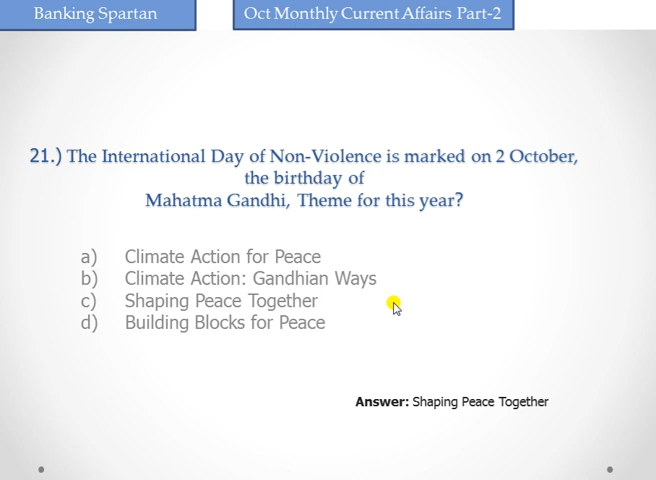 Banking Spartan
Oct Monthly Current Affairs Part-2
21.) The International Day of Non-Violence is marked on 2 October,
the birthday of
Mahatma Gandhi, Theme for this year?
a) Climate Action for Peace
b) Climate Action: Gandhian Ways
c) Shaping Peace Together
d) Building Blocks for Peace
Answer: Shaping Peace Together